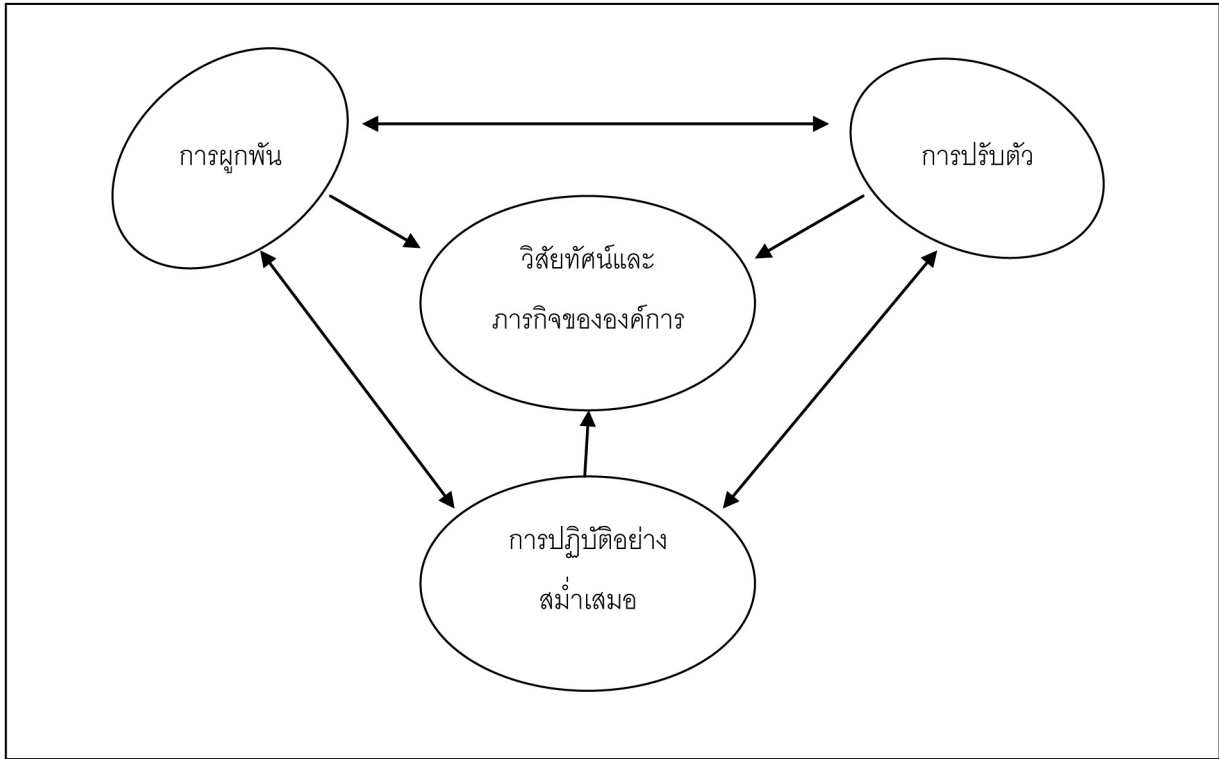 การผูกพัน
การปรับตัว
วิสัยทัศน์และ
ภารกิจขององค์การ
การปฏิบัติอย่าง
สม่ำเสมอ